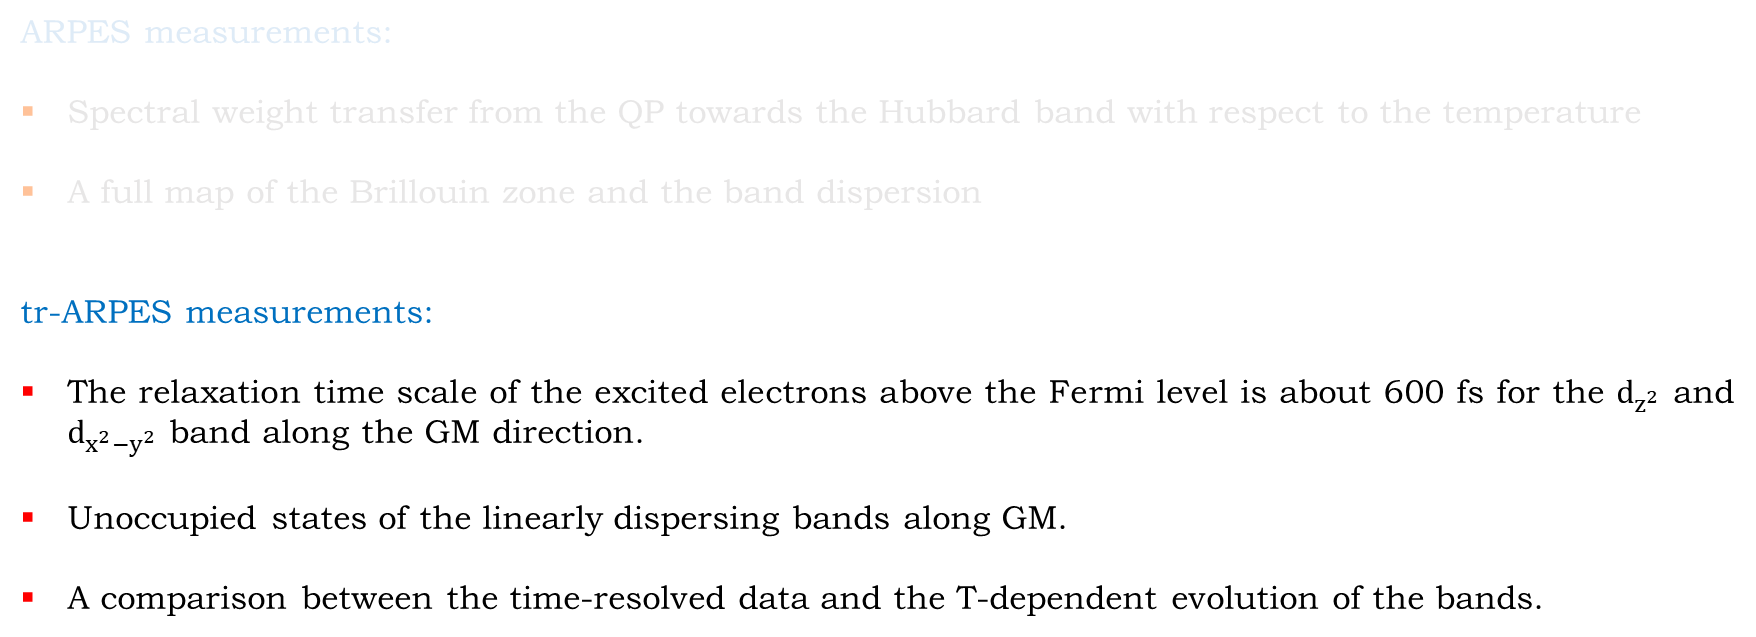 ARPES measurements:
▪ Spectral weight transfer from the QP towards the Hubbard band with respect to the temperature
▪ A full map of the Brillouin zone and the band dispersion
tr-ARPES measurements:
▪ The relaxation time scale of the excited electrons above the Fermi level is about 600 fs for the d_z² and
d_x²−y² band along the GM direction.
▪ Unoccupied states of the linearly dispersing bands along GM.
▪ A comparison between the time-resolved data and the T-dependent evolution of the bands.